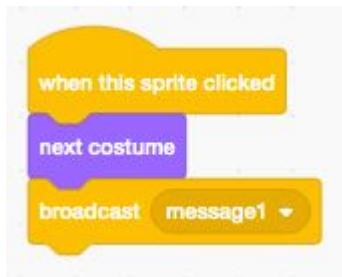 when this sprite clicked
next costume
broadcast message1